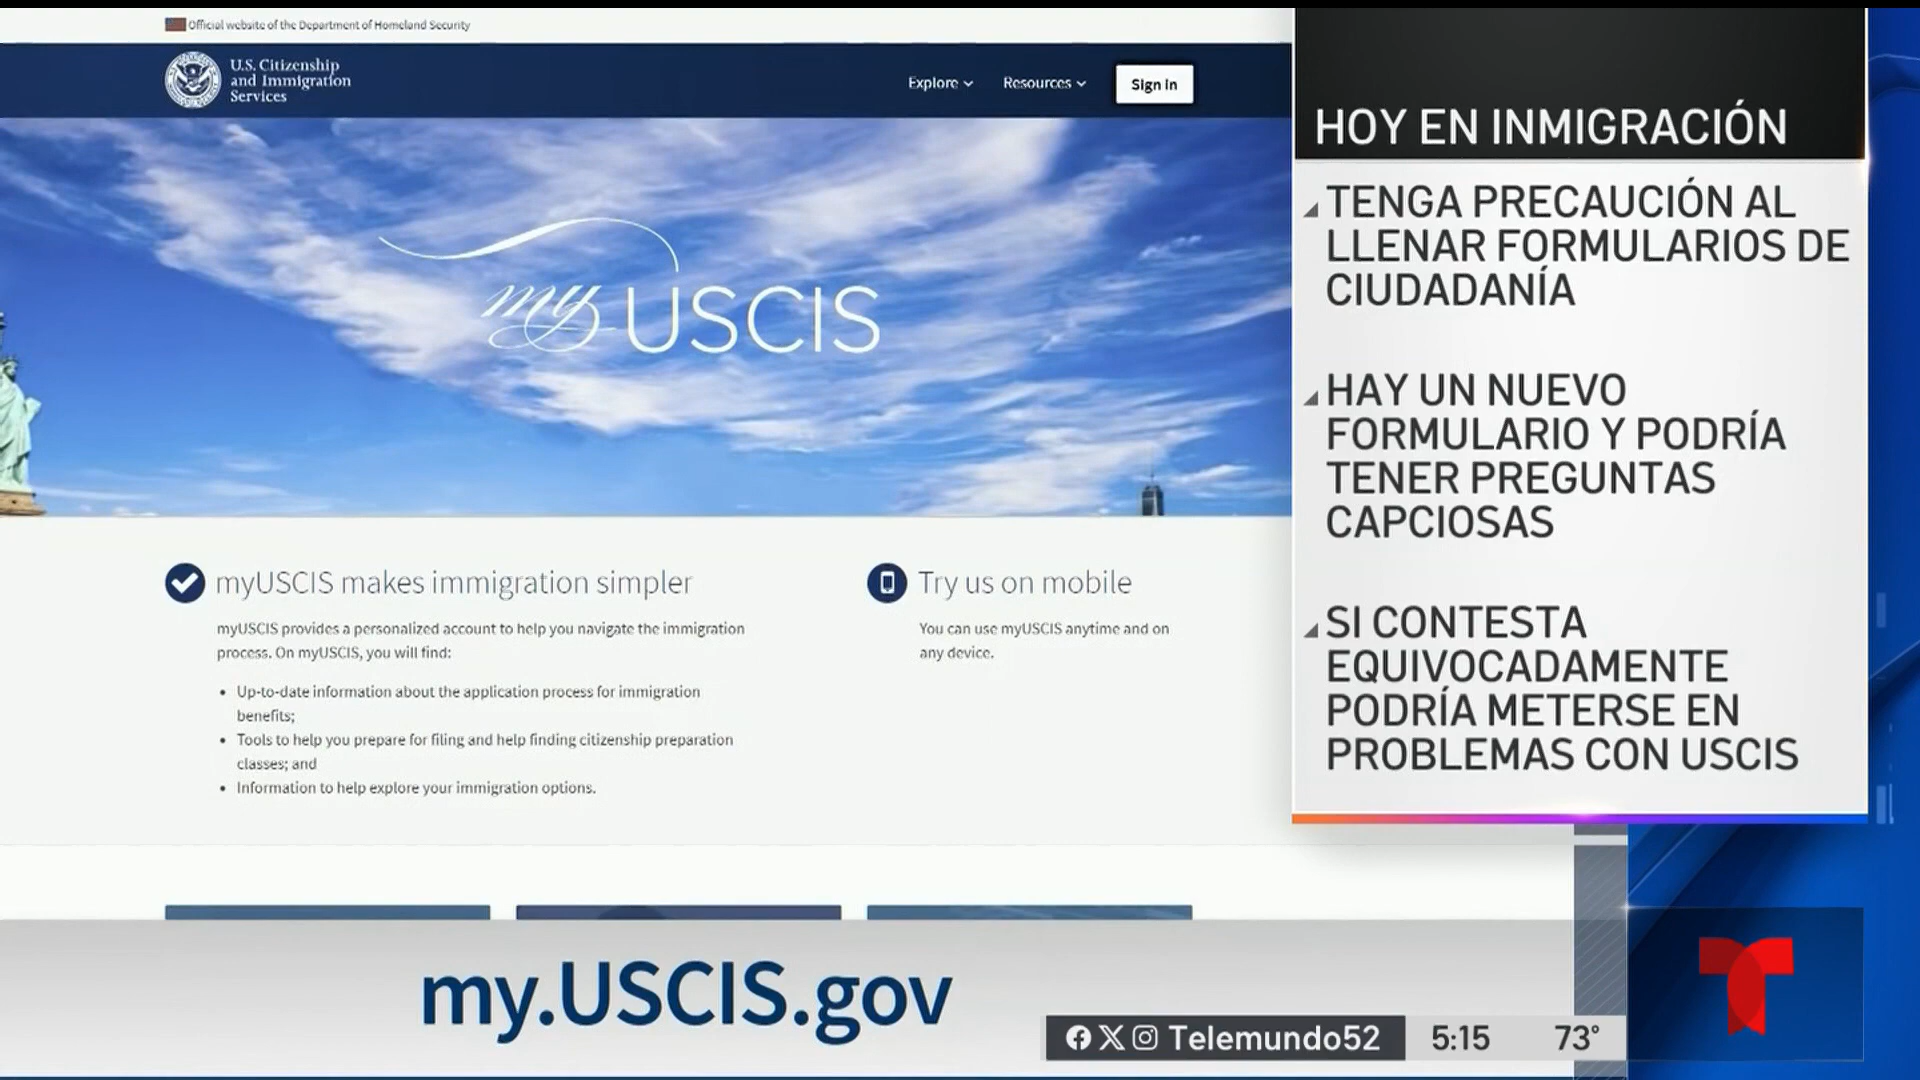 Official website of the Department of Homeland Security
U.S. Citizenship
and Immigration
Services
Explore
Resources
Sign In
my USCIS
myUSCIS makes immigration simpler
myUSCIS provides a personalized account to help you navigate the immigration
process. On myUSCIS, you will find:
• Up-to-date information about the application process for immigration
benefits;
• Tools to help you prepare for filing and help finding citizenship preparation
classes; and
• Information to help explore your immigration options.
Try us on mobile
You can use myUSCIS anytime and on
any device.
HOY EN INMIGRACIÓN
TENGA PRECAUCIÓN AL
LLENAR FORMULARIOS DE
CIUDADANÍA
HAY UN NUEVO
FORMULARIO Y PODRÍA
TENER PREGUNTAS
CAPCIOSAS
SI CONTESTA
EQUIVOCADAMENTE
PODRÍA METERSE EN
PROBLEMAS CON USCIS
my.USCIS.gov
Telemundo52
5:15
73°